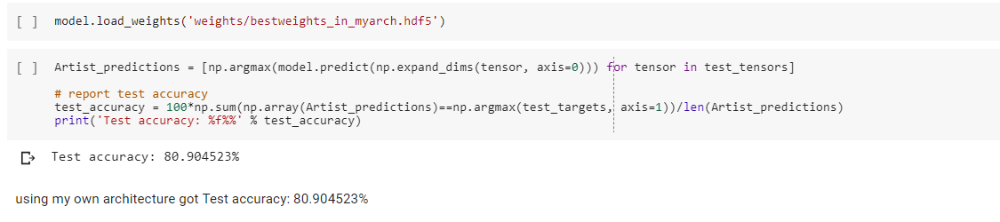 [ ] model.load_weights('weights/bestweights_in_myarch.hdf5')
[ ] Artist_predictions = [np.argmax(model.predict(np.expand_dims(tensor, axis=0))) for tensor in test_tensors]
# report test accuracy
test_accuracy = 100*np.sum(np.array(Artist_predictions)==np.argmax(test_targets, axis=1))/len(Artist_predictions)
print('Test accuracy: %f%%' % test_accuracy)
Test accuracy: 80.904523%
using my own architecture got Test accuracy: 80.904523%